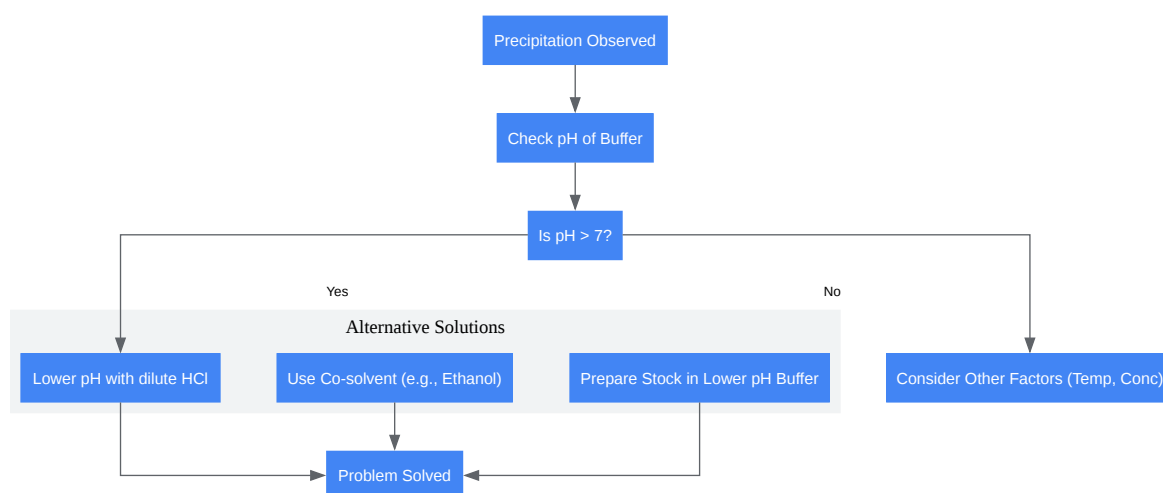 Precipitation Observed
Check pH of Buffer
Is pH > 7?
Yes
No
Alternative Solutions
Lower pH with dilute HCl
Use Co-solvent (e.g., Ethanol)
Prepare Stock in Lower pH Buffer
Consider Other Factors (Temp, Conc)
Problem Solved